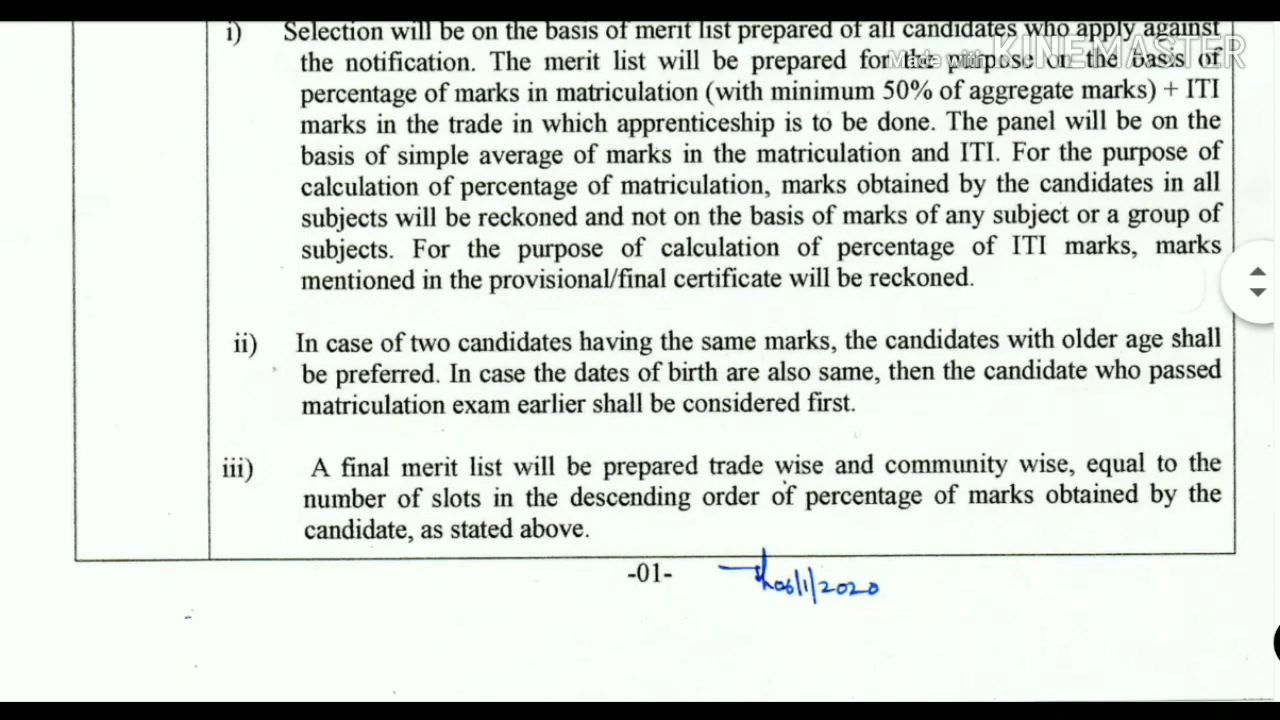 i) Selection will be on the basis of merit list prepared of all candidates who apply against
Made with KINEMASTER
the notification. The merit list will be prepared for the purpose on the basis of
percentage of marks in matriculation (with minimum 50% of aggregate marks) + ITI
marks in the trade in which apprenticeship is to be done. The panel will be on the
basis of simple average of marks in the matriculation and ITI. For the purpose of
calculation of percentage of matriculation, marks obtained by the candidates in all
subjects will be reckoned and not on the basis of marks of any subject or a group of
subjects. For the purpose of calculation of percentage of ITI marks, marks
mentioned in the provisional/final certificate will be reckoned.
ii) In case of two candidates having the same marks, the candidates with older age shall
be preferred. In case the dates of birth are also same, then the candidate who passed
matriculation exam earlier shall be considered first.
iii) A final merit list will be prepared trade wise and community wise, equal to the
number of slots in the descending order of percentage of marks obtained by the
candidate, as stated above.
-01-
06/1/2020